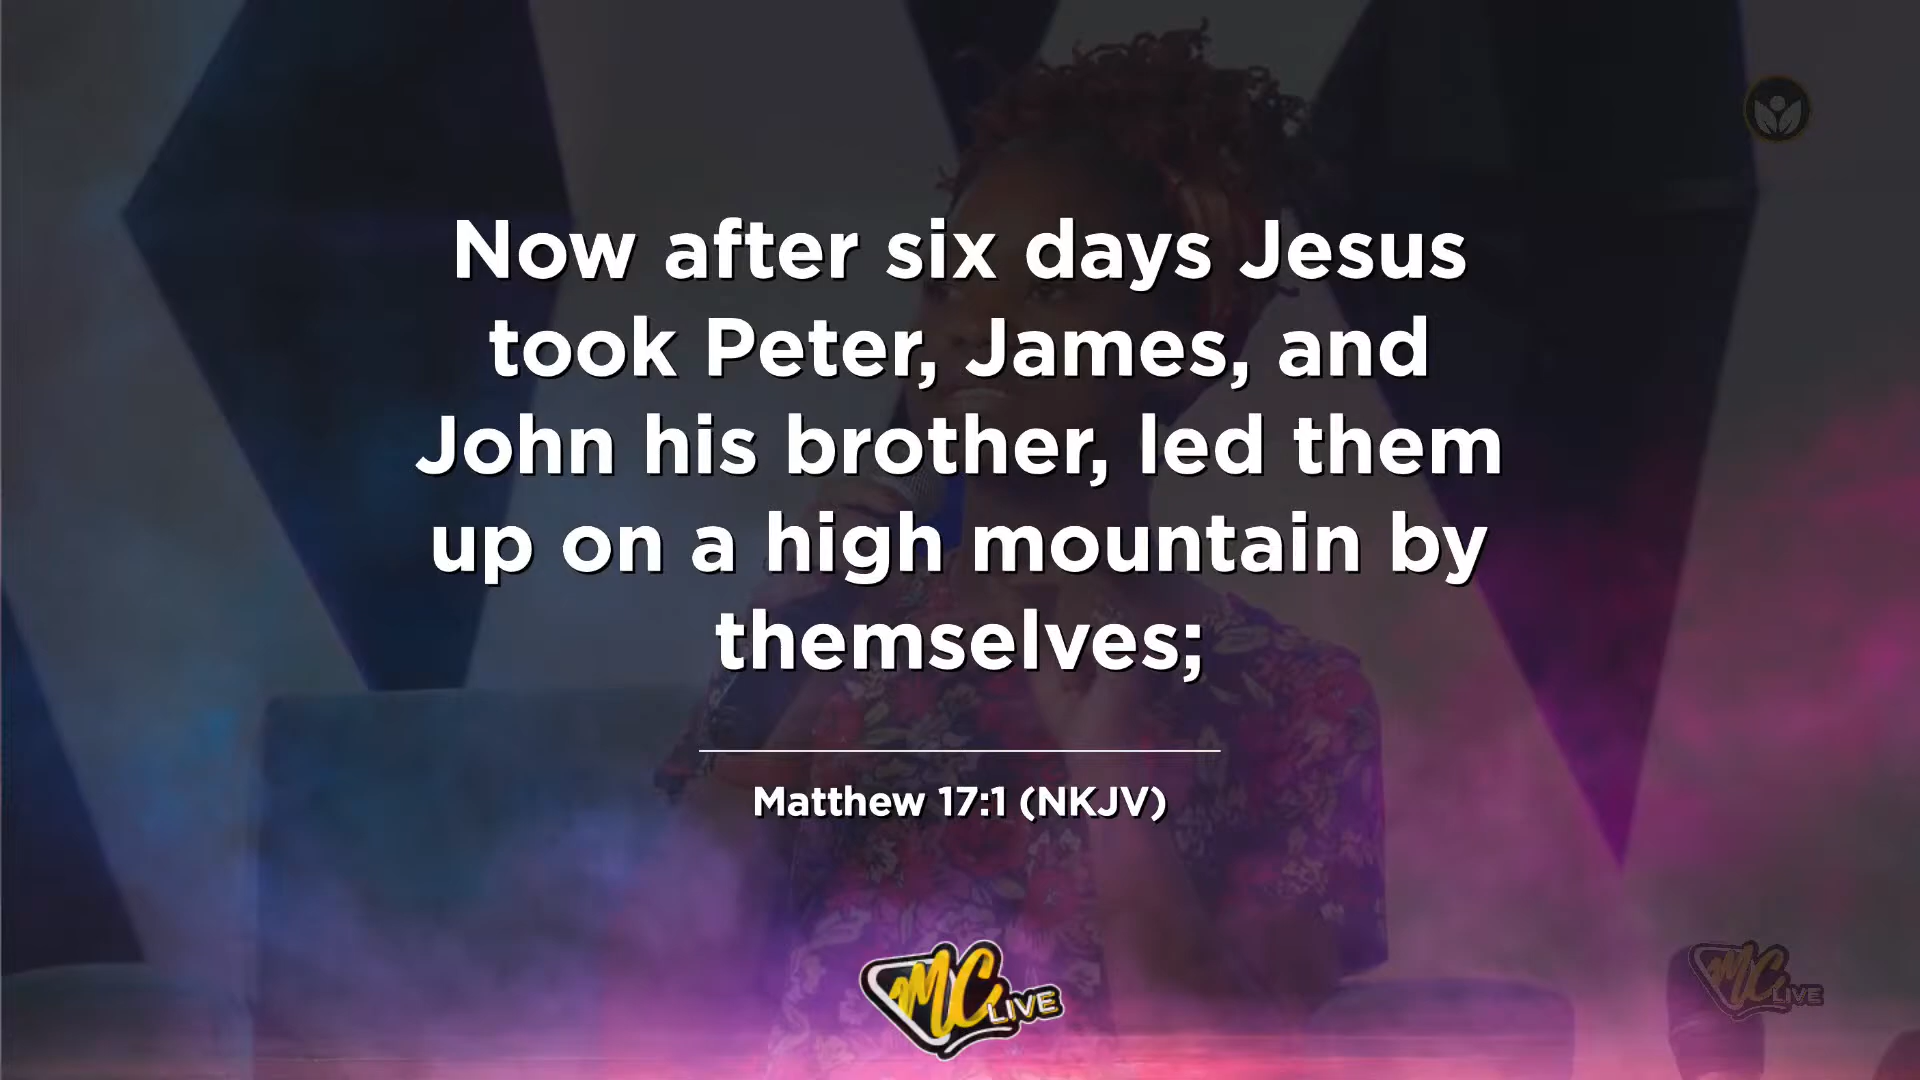 Now after six days Jesus
took Peter, James, and
John his brother, led them
up on a high mountain by
themselves;
Matthew 17:1 (NKJV)
MC LIVE
MC LIVE